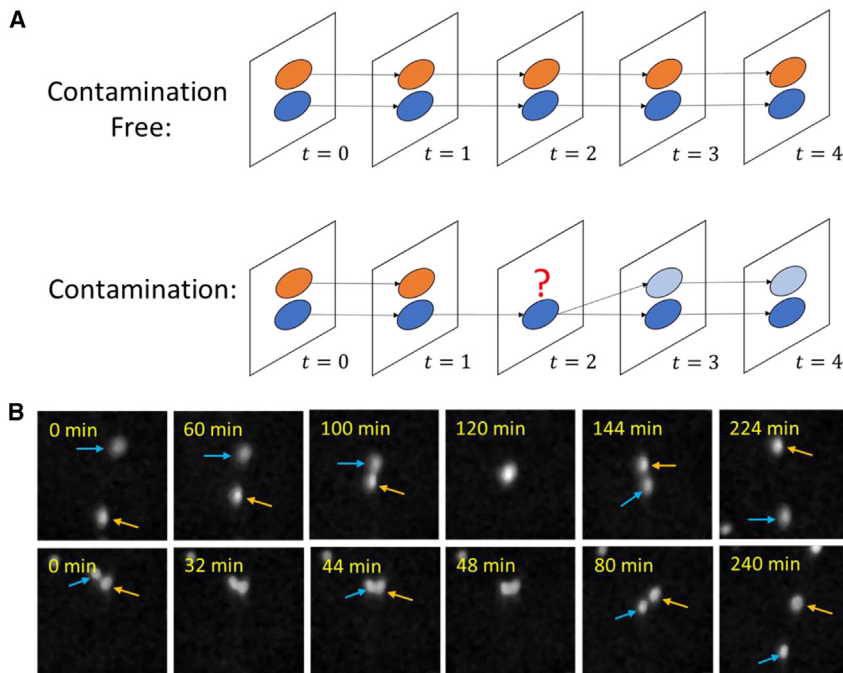 A
Contamination
Free:
t = 0
t = 1
t = 2
t = 3
t = 4
Contamination:
?
t = 0
t = 1
t = 2
t = 3
t = 4
B
0 min
60 min
100 min
120 min
144 min
224 min
0 min
32 min
44 min
48 min
80 min
240 min